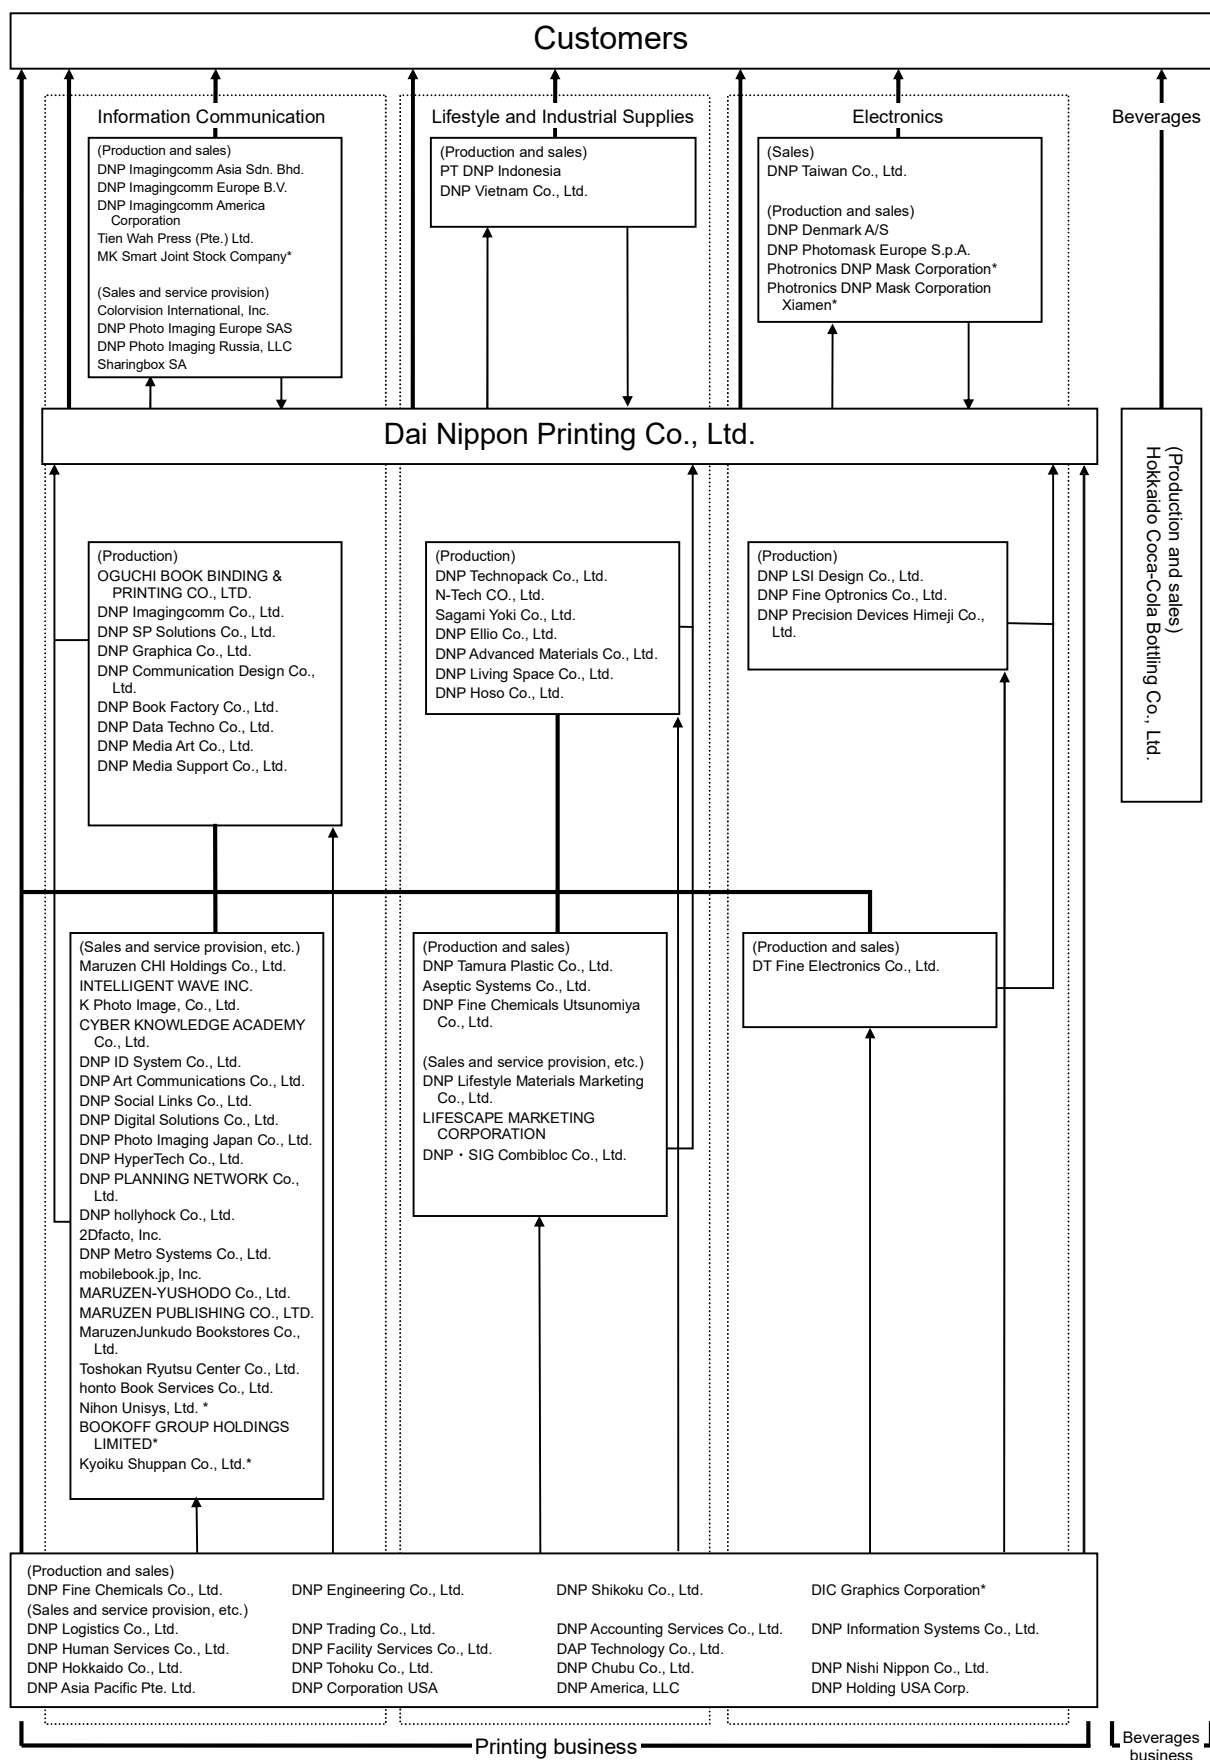 Customers
Information Communication
(Production and sales)
DNP Imagingcomm Asia Sdn. Bhd.
DNP Imagingcomm Europe B.V.
DNP Imagingcomm America
Corporation
Tien Wah Press (Pte.) Ltd.
MK Smart Joint Stock Company*
(Sales and service provision)
Colorvision International, Inc.
DNP Photo Imaging Europe SAS
DNP Photo Imaging Russia, LLC
Sharingbox SA
Lifestyle and Industrial Supplies
(Production and sales)
PT DNP Indonesia
DNP Vietnam Co., Ltd.
Electronics
(Sales)
DNP Taiwan Co., Ltd.
(Production and sales)
DNP Denmark A/S
DNP Photomask Europe S.p.A.
Photronics DNP Mask Corporation*
Photronics DNP Mask Corporation
Xiamen*
Beverages
Dai Nippon Printing Co., Ltd.
(Production and sales)
Hokkaido Coca-Cola Bottling Co., Ltd.
(Production)
OGUCHI BOOK BINDING &
PRINTING CO., LTD.
DNP Imagingcomm Co., Ltd.
DNP SP Solutions Co., Ltd.
DNP Graphica Co., Ltd.
DNP Communication Design Co.,
Ltd.
DNP Book Factory Co., Ltd.
DNP Data Techno Co., Ltd.
DNP Media Art Co., Ltd.
DNP Media Support Co., Ltd.
(Production)
DNP Technopack Co., Ltd.
N-Tech CO., Ltd.
Sagami Yoki Co., Ltd.
DNP Ellio Co., Ltd.
DNP Advanced Materials Co., Ltd.
DNP Living Space Co., Ltd.
DNP Hoso Co., Ltd.
(Production)
DNP LSI Design Co., Ltd.
DNP Fine Optronics Co., Ltd.
DNP Precision Devices Himeji Co.,
Ltd.
(Sales and service provision, etc.)
Maruzen CHI Holdings Co., Ltd.
INTELLIGENT WAVE INC.
K Photo Image, Co., Ltd.
CYBER KNOWLEDGE ACADEMY
Co., Ltd.
DNP ID System Co., Ltd.
DNP Art Communications Co., Ltd.
DNP Social Links Co., Ltd.
DNP Digital Solutions Co., Ltd.
DNP Photo Imaging Japan Co., Ltd.
DNP HyperTech Co., Ltd.
DNP PLANNING NETWORK Co.,
Ltd.
DNP hollyhock Co., Ltd.
2Dfacto, Inc.
DNP Metro Systems Co., Ltd.
mobilebook.jp, Inc.
MARUZEN-YUSHODO Co., Ltd.
MARUZEN PUBLISHING CO., LTD.
MaruzenJunkudo Bookstores Co.,
Ltd.
Toshokan Ryutsu Center Co., Ltd.
honto Book Services Co., Ltd.
Nihon Unisys, Ltd. *
BOOKOFF GROUP HOLDINGS
LIMITED*
Kyoiku Shuppan Co., Ltd.*
(Production and sales)
DNP Tamura Plastic Co., Ltd.
Aseptic Systems Co., Ltd.
DNP Fine Chemicals Utsunomiya
Co., Ltd.
(Sales and service provision, etc.)
DNP Lifestyle Materials Marketing
Co., Ltd.
LIFESCAPE MARKETING
CORPORATION
DNP・SIG Combibloc Co., Ltd.
(Production and sales)
DT Fine Electronics Co., Ltd.
(Production and sales)
DNP Fine Chemicals Co., Ltd. DNP Engineering Co., Ltd. DNP Shikoku Co., Ltd. DIC Graphics Corporation*
(Sales and service provision, etc.)
DNP Logistics Co., Ltd. DNP Trading Co., Ltd. DNP Accounting Services Co., Ltd. DNP Information Systems Co., Ltd.
DNP Human Services Co., Ltd. DNP Facility Services Co., Ltd. DAP Technology Co., Ltd.
DNP Hokkaido Co., Ltd. DNP Tohoku Co., Ltd. DNP Chubu Co., Ltd. DNP Nishi Nippon Co., Ltd.
DNP Asia Pacific Pte. Ltd. DNP Corporation USA DNP America, LLC DNP Holding USA Corp.
Printing business
Beverages
business